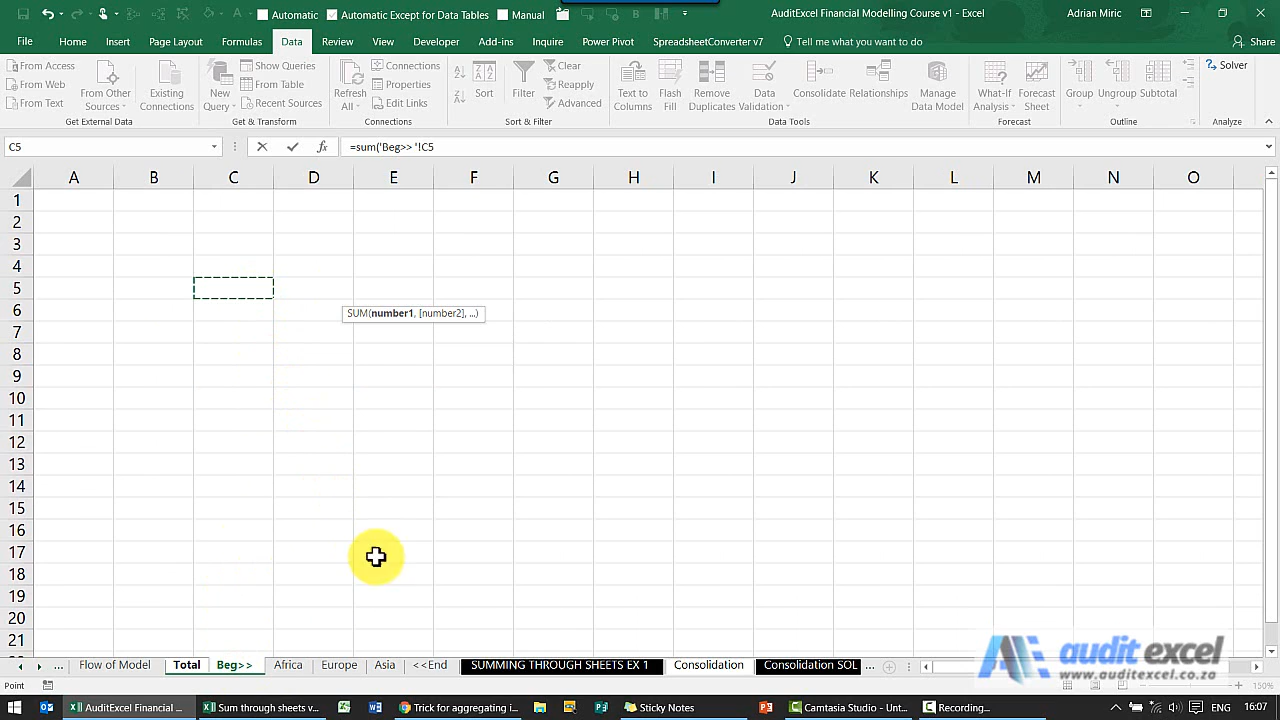 Automatic
Automatic Except for Data Tables
Manual
AuditExcel Financial Modelling Course v1 - Excel
Adrian Miric
File
Home
Insert
Page Layout
Formulas
Data
Review
View
Developer
Add-ins
Inquire
Power Pivot
SpreadsheetConverter v7
Tell me what you want to do
Share
From Access
From Web
From Text
From Other
Sources
Existing
Connections
Get External Data
New
Query
Show Queries
From Table
Recent Sources
Get & Transform
Refresh
All
Connections
Properties
Edit Links
Connections
Sort
Filter
Clear
Reapply
Advanced
Sort & Filter
Text to
Columns
Flash
Fill
Remove
Duplicates
Data
Validation
Consolidate
Relationships
Manage
Data Model
Data Tools
What-If
Analysis
Forecast
Sheet
Forecast
Group
Ungroup
Subtotal
Outline
Solver
Analyze
C5
fx
=sum('Beg>> '!C5
A B C D E F G H I J K L M N O
1
2
3
4
5
6
SUM(number1, [number2], ...)
7
8
9
10
11
12
13
14
15
16
17
18
19
20
21
... Flow of Model Total Beg>> Africa Europe Asia <<End SUMMING THROUGH SHEETS EX 1 Consolidation Consolidation SOL ...
audit excel
www.auditexcel.co.za
Point
150%
AuditExcel Financial ...
Sum through sheets v...
Trick for aggregating i...
Sticky Notes
Camtasia Studio - Unt...
Recording...
ENG
16:07